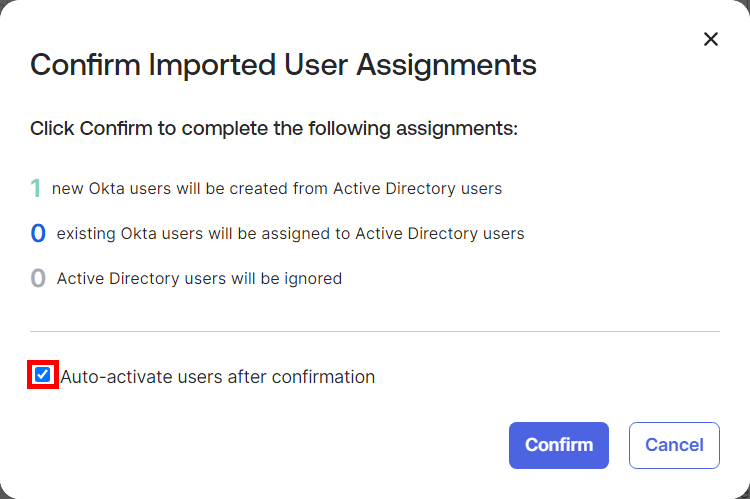 Confirm Imported User Assignments
Click Confirm to complete the following assignments:
1 new Okta users will be created from Active Directory users
0 existing Okta users will be assigned to Active Directory users
0 Active Directory users will be ignored
Auto-activate users after confirmation
Confirm Cancel